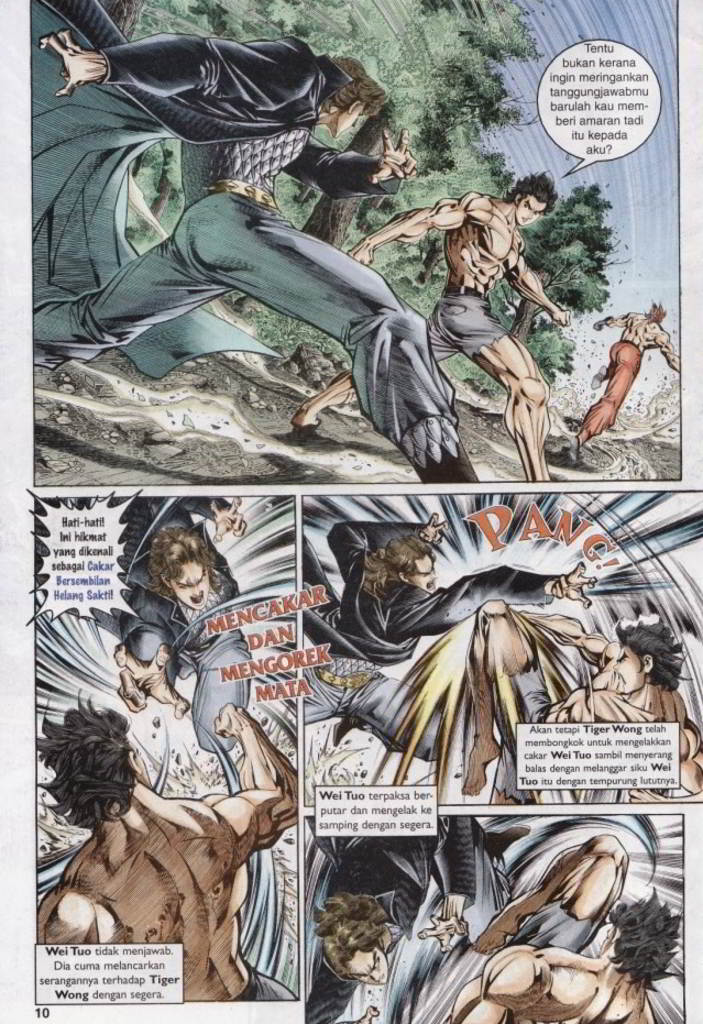 Tentu
bukan kerana
ingin meringankan
tanggungjawabmu
barulah kau mem-
beri amaran tadi
itu kepada
aku?
Hati-hati!
Ini hikmat
yang dikenali
sebagai Cakar
Bersembilan
Helang Sakti!
MENCAKAR
DAN
MENGOREK
MATA
Wei Tuo tidak menjawab.
Dia cuma melancarkan
serangannya terhadap Tiger
Wong dengan segera.
PANG!
Akan tetapi Tiger Wong telah
membongkok untuk mengelakkan
cakar Wei Tuo sambil menyerang
balas dengan melanggar siku Wei
Tuo itu dengan tempurung lututnya.
Wei Tuo terpaksa ber-
putar dan mengelak ke
samping dengan segera.
10